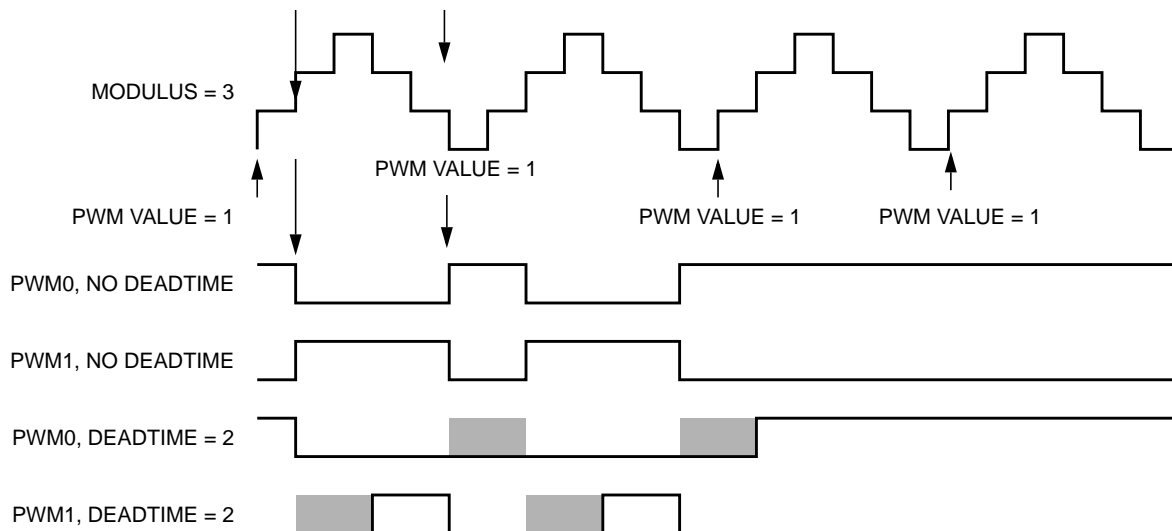 MODULUS = 3
PWM VALUE = 1
PWM VALUE = 1
PWM VALUE = 1
PWM VALUE = 1
PWM0, NO DEADTIME
PWM1, NO DEADTIME
PWM0, DEADTIME = 2
PWM1, DEADTIME = 2